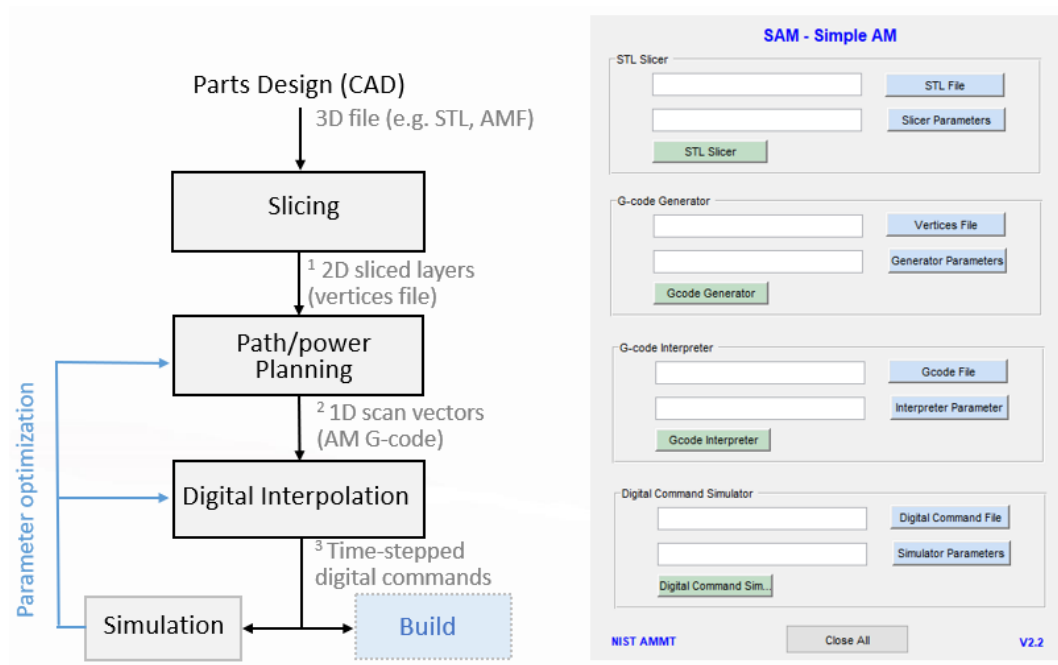 Parts Design (CAD)
3D file (e.g. STL, AMF)
Slicing
1 2D sliced layers
(vertices file)
Path/power
Planning
2 1D scan vectors
(AM G-code)
Digital Interpolation
3 Time-stepped
digital commands
Simulation
Build
Parameter optimization
SAM - Simple AM
STL Slicer
STL File
Slicer Parameters
STL Slicer
G-code Generator
Vertices File
Generator Parameters
Gcode Generator
G-code Interpreter
Gcode File
Interpreter Parameter
Gcode Interpreter
Digital Command Simulator
Digital Command File
Simulator Parameters
Digital Command Sim...
NIST AMMT
Close All
V2.2